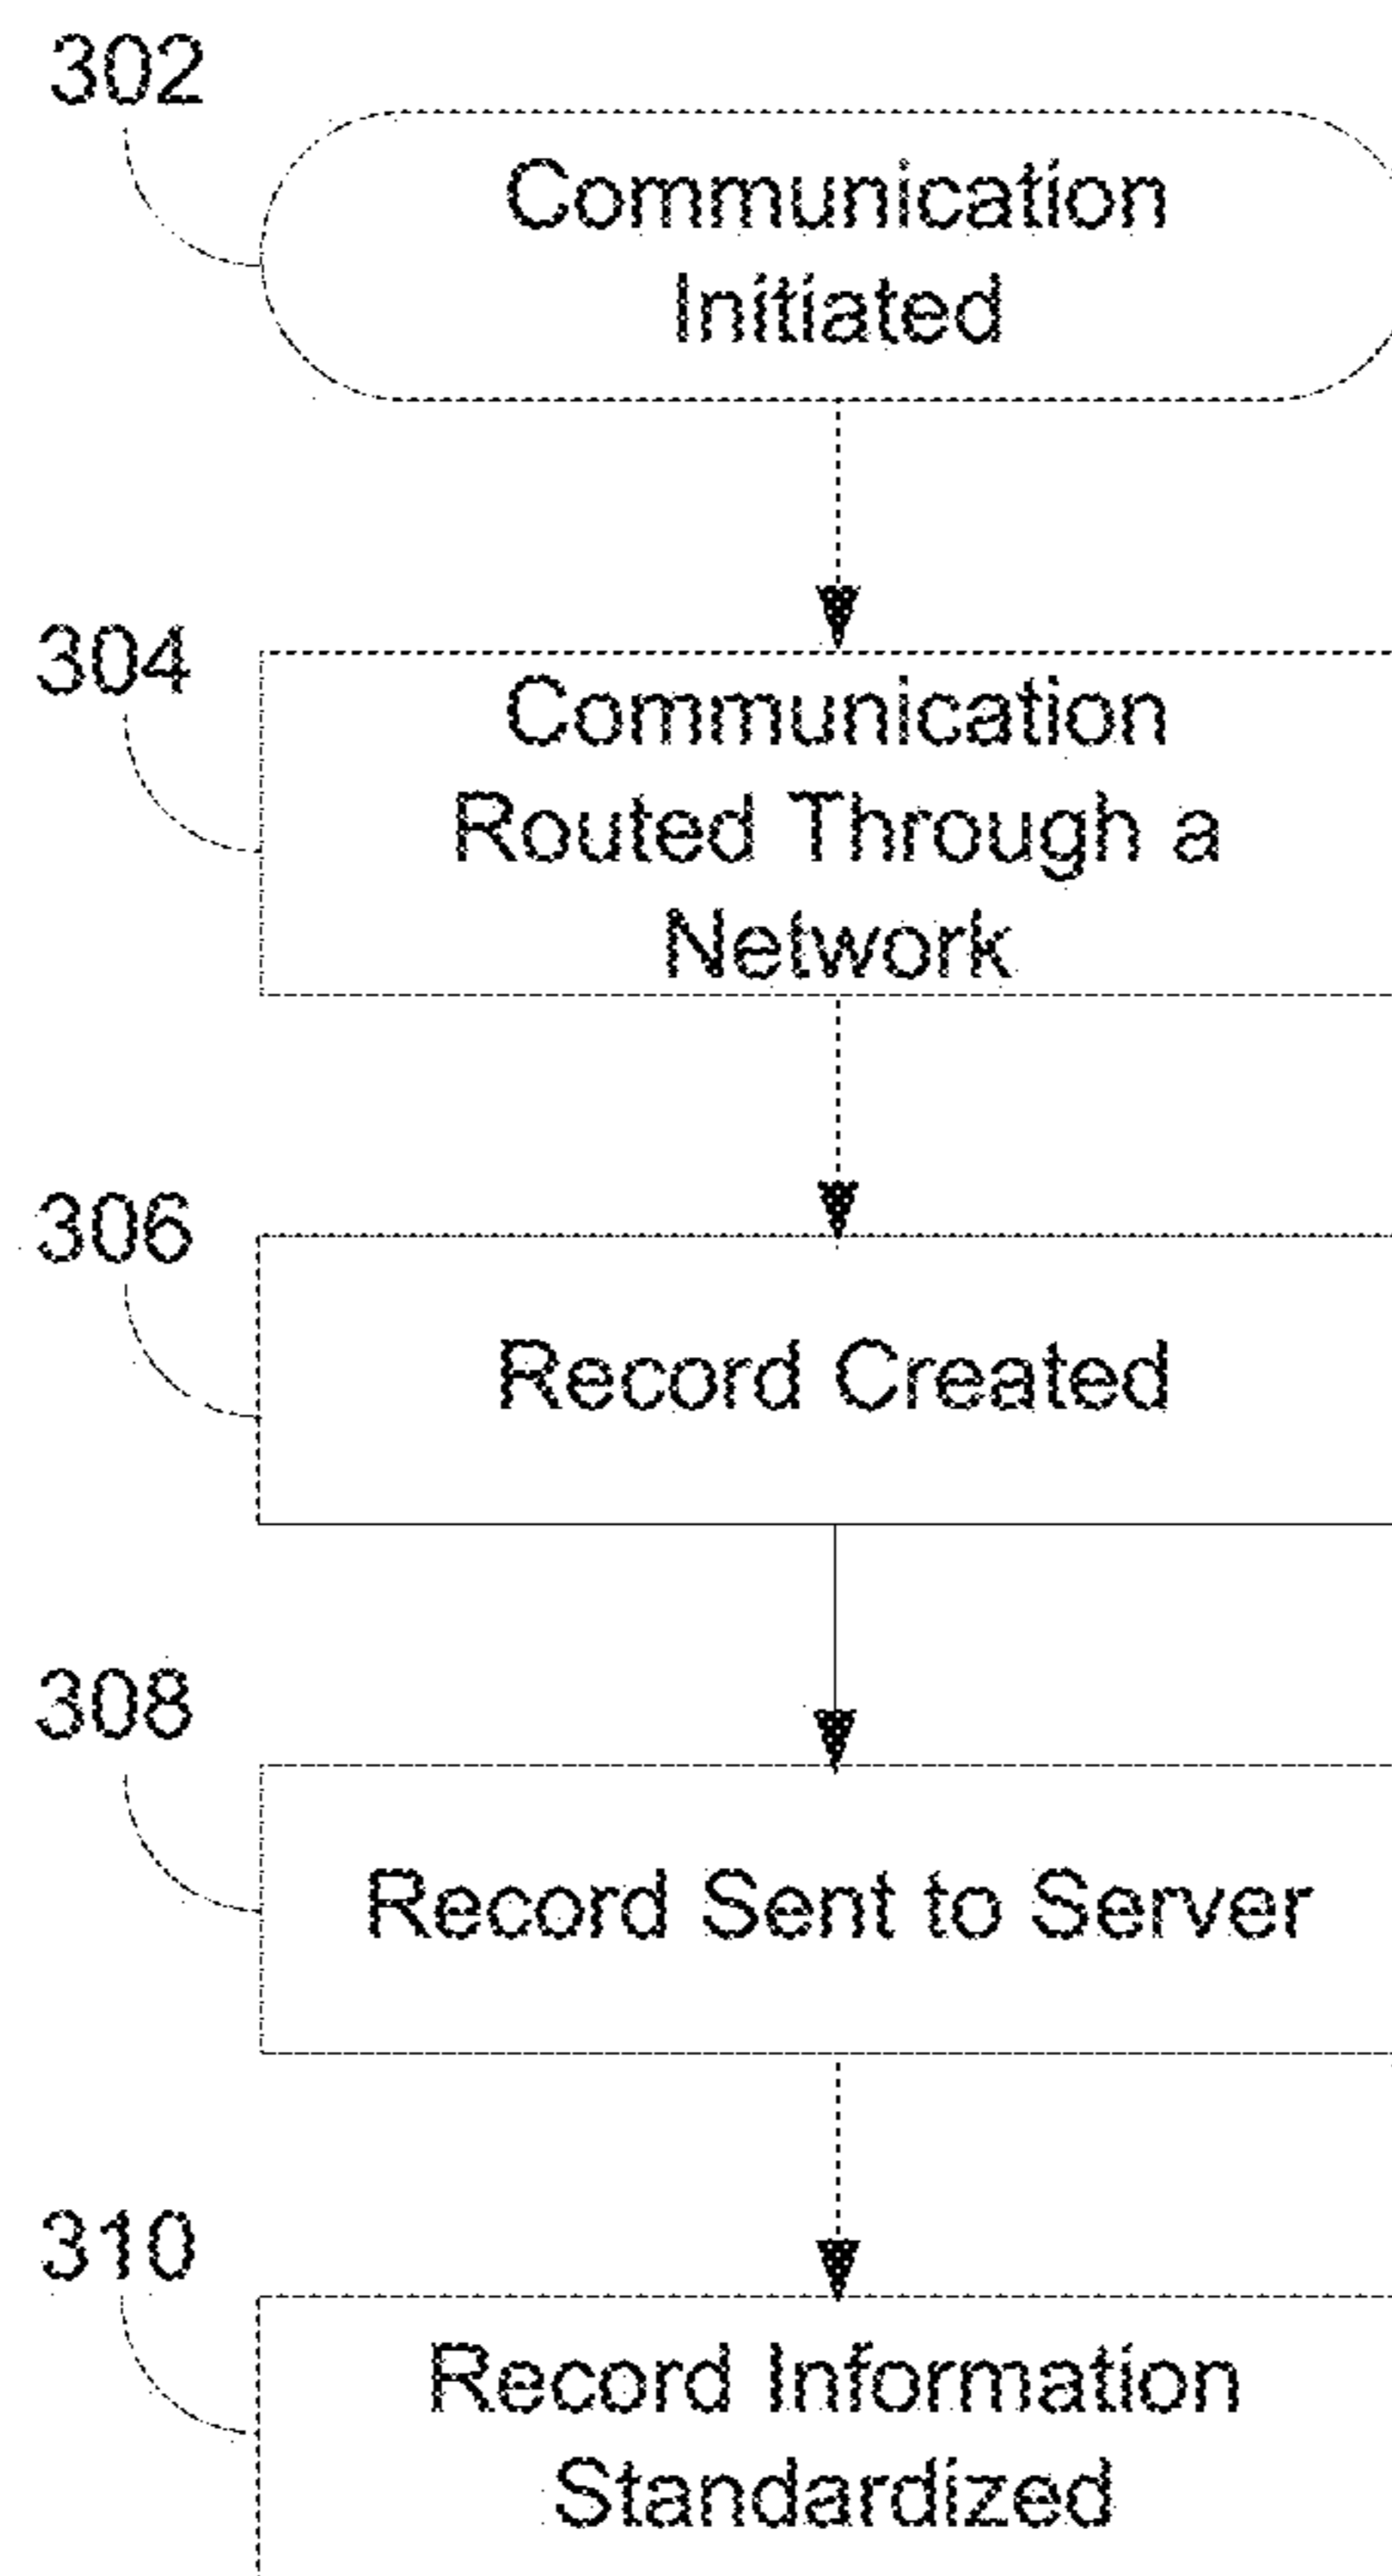 302
Communication
Initiated
304
Communication
Routed Through a
Network
306
Record Created
308
Record Sent to Server
310
Record Information
Standardized